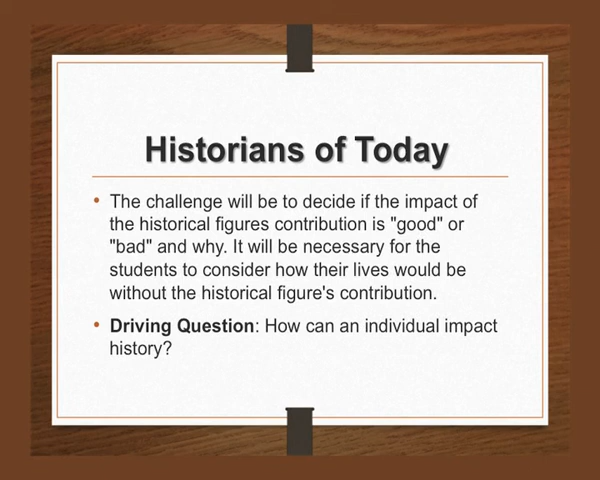 Historians of Today
• The challenge will be to decide if the impact of
the historical figures contribution is "good" or
"bad" and why. It will be necessary for the
students to consider how their lives would be
without the historical figure's contribution.
• Driving Question: How can an individual impact
history?